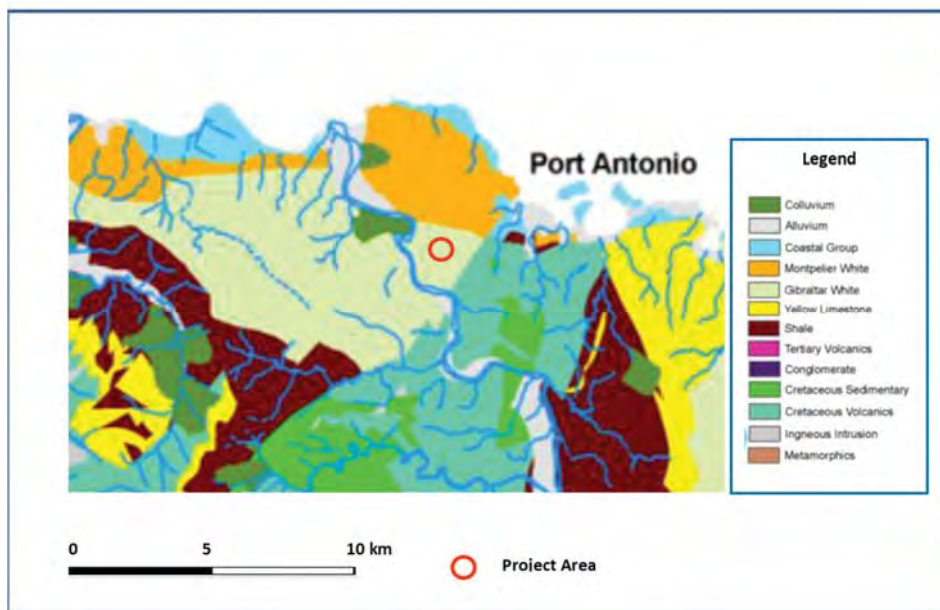 Port Antonio
Legend
Colluvium
Alluvium
Coastal Group
Montpelier White
Gibraltar White
Yellow Limestone
Shale
Tertiary Volcanics
Conglomerate
Cretaceous Sedimentary
Cretaceous Volcanics
Ingneous Intrusion
Metamorphics
0 5 10 km
Project Area